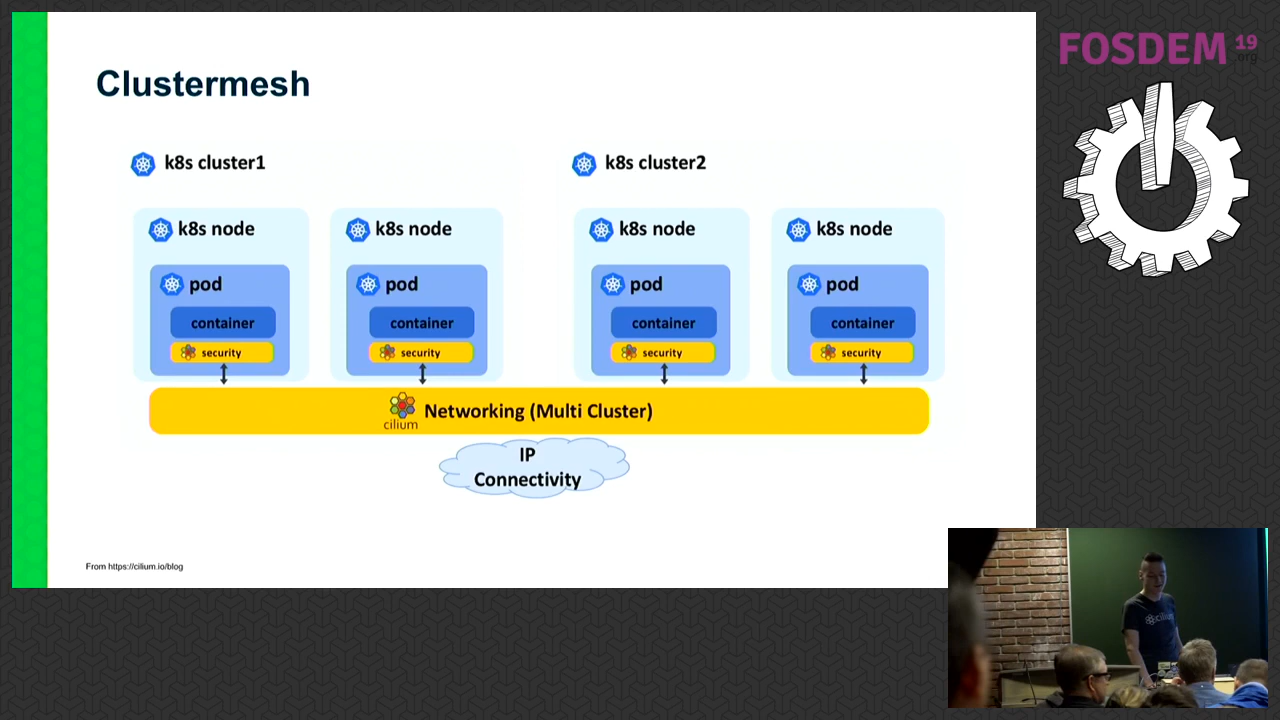 Clustermesh
k8s cluster1
k8s cluster2
k8s node
k8s node
k8s node
k8s node
pod
pod
pod
pod
container
container
container
container
security
security
security
security
cilium
Networking (Multi Cluster)
IP
Connectivity
From https://cilium.io/blog
FOSDEM 19
.org
cilium